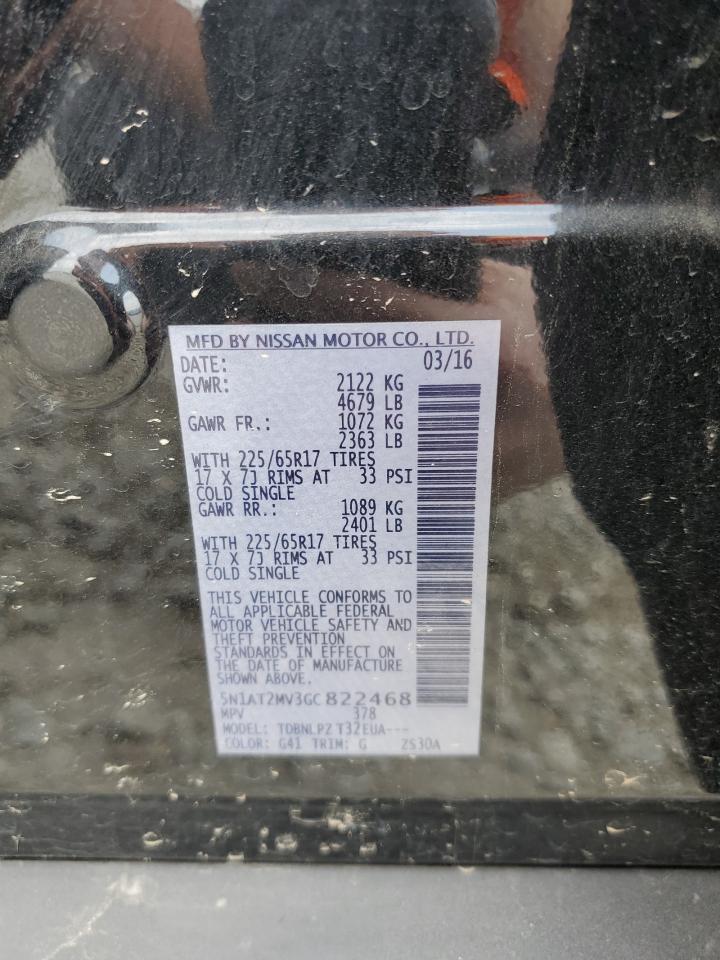 MFD BY NISSAN MOTOR CO., LTD.
DATE: 03/16
GVWR: 2122 KG
4679 LB
GAWR FR.: 1072 KG
2363 LB
WITH 225/65R17 TIRES
17 X 7J RIMS AT 33 PSI
COLD SINGLE
GAWR RR.: 1089 KG
2401 LB
WITH 225/65R17 TIRES
17 X 7J RIMS AT 33 PSI
COLD SINGLE
THIS VEHICLE CONFORMS TO
ALL APPLICABLE FEDERAL
MOTOR VEHICLE SAFETY AND
THEFT PREVENTION
STANDARDS IN EFFECT ON
THE DATE OF MANUFACTURE
SHOWN ABOVE.
5N1AT2MV3GC822468
MPV 378
MODEL: TDBNLPZ T32EUA---
COLOR: G41 TRIM: G ZS30A